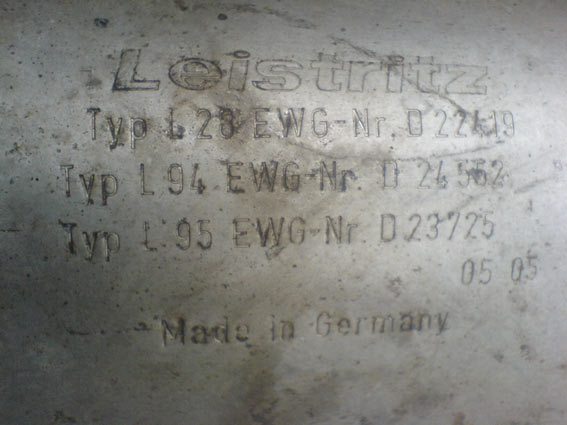 Leistritz
Typ L 28 EWG-Nr. D 22419
Typ L 94 EWG-Nr. D 24562
Typ L 95 EWG-Nr. D 23725
05 05
Made in Germany